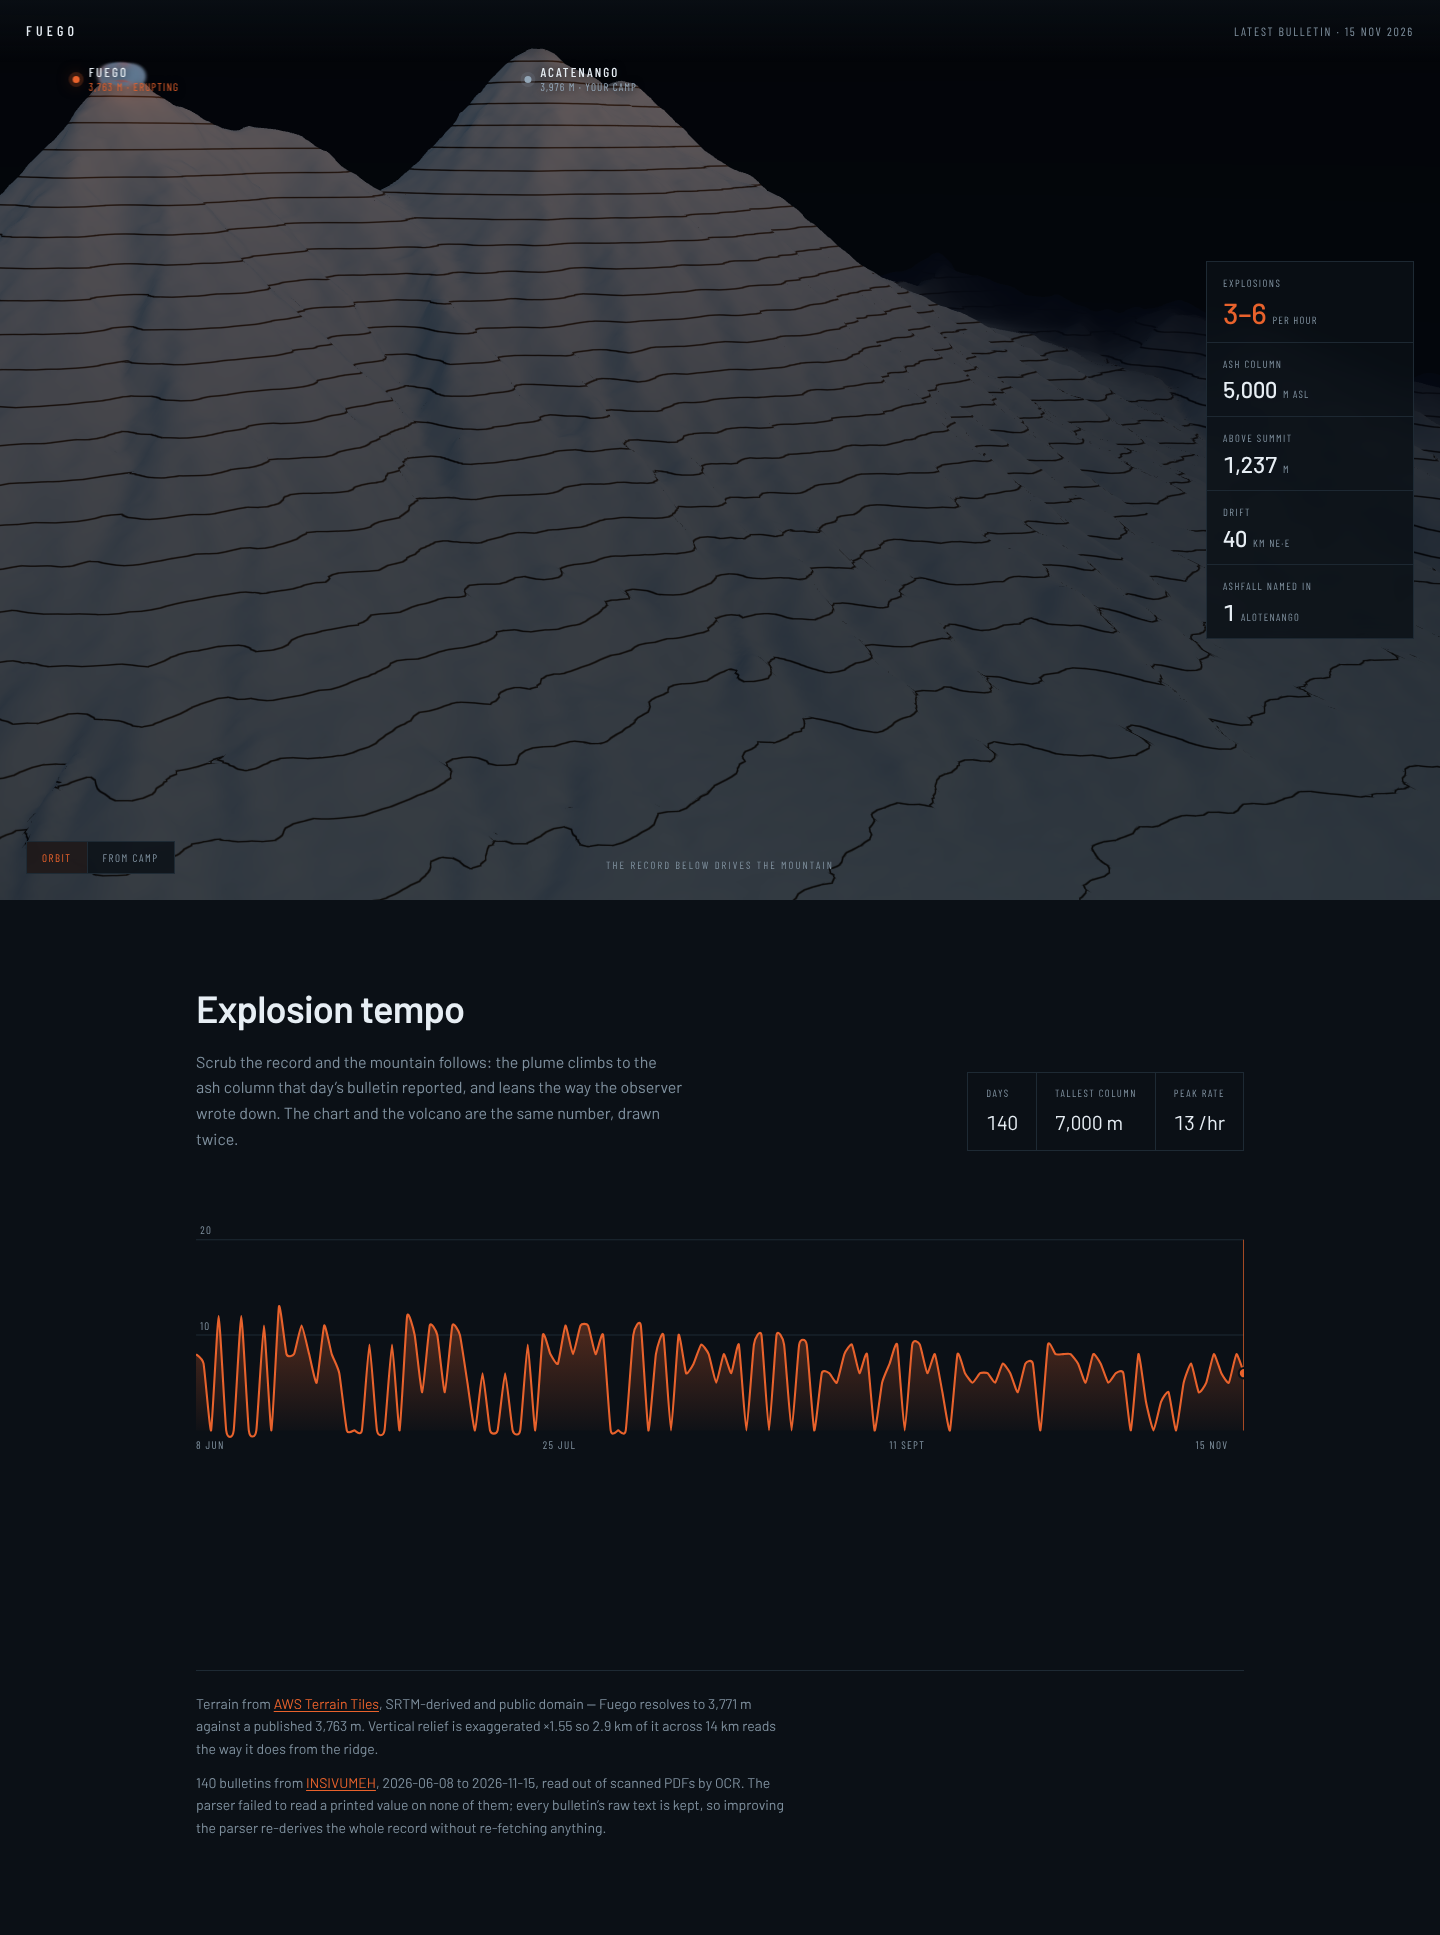 FUEGO
LATEST BULLETIN · 15 NOV 2026
FUEGO
3,763 M · ERUPTING
ACATENANGO
3,976 M · YOUR CAMP
EXPLOSIONS
3–6 PER HOUR
ASH COLUMN
5,000 M ASL
ABOVE SUMMIT
1,237 M
DRIFT
40 KM NE·E
ASHFALL NAMED IN
1 ALOTENANGO
ORBIT
FROM CAMP
THE RECORD BELOW DRIVES THE MOUNTAIN
Explosion tempo
Scrub the record and the mountain follows: the plume climbs to the
ash column that day’s bulletin reported, and leans the way the observer
wrote down. The chart and the volcano are the same number, drawn
twice.
DAYS
140
TALLEST COLUMN
7,000 m
PEAK RATE
13 /hr
20
10
8 JUN
25 JUL
11 SEPT
15 NOV
Terrain from AWS Terrain Tiles, SRTM-derived and public domain — Fuego resolves to 3,771 m
against a published 3,763 m. Vertical relief is exaggerated ×1.55 so 2.9 km of it across 14 km reads
the way it does from the ridge.
140 bulletins from INSIVUMEH, 2026-06-08 to 2026-11-15, read out of scanned PDFs by OCR. The
parser failed to read a printed value on none of them; every bulletin’s raw text is kept, so improving
the parser re-derives the whole record without re-fetching anything.